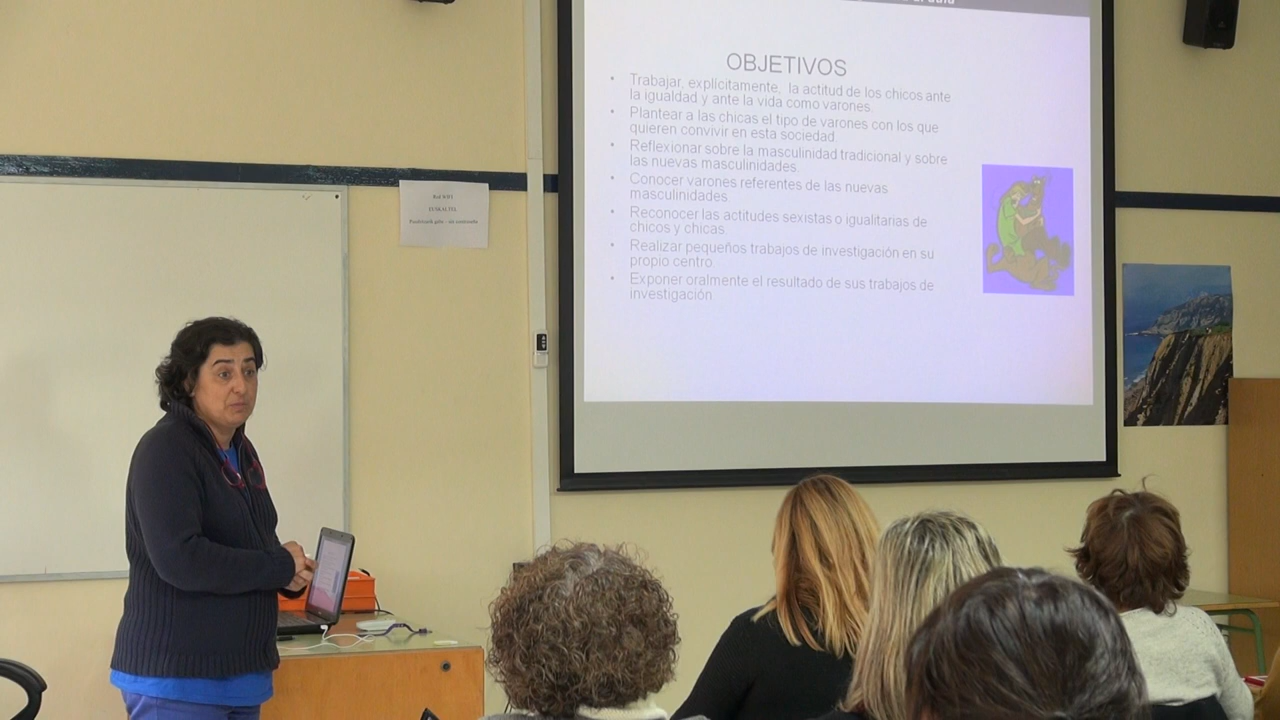 OBJETIVOS
• Trabajar, explícitamente, la actitud de los chicos ante
la igualdad y ante la vida como varones.
• Plantear a las chicas el tipo de varones con los que
quieren convivir en esta sociedad
• Reflexionar sobre la masculinidad tradicional y sobre
las nuevas masculinidades.
• Conocer varones referentes de las nuevas
masculinidades.
• Reconocer las actitudes sexistas o igualitarias de
chicos y chicas
• Realizar pequeños trabajos de investigación en su
propio centro
• Exponer oralmente el resultado de sus trabajos de
investigación
Red WIFI
EUSKALTEL